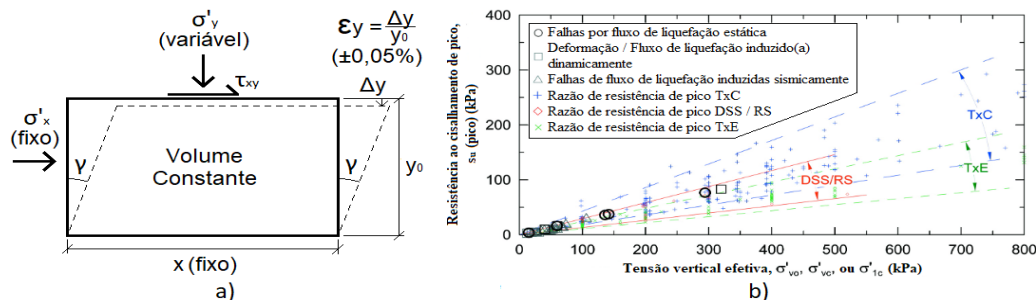 σ'y
(variável)
εy = Δy
y0
(±0,05%)
τxy
Δy
σ'x
(fixo)
γ
Volume
Constante
γ
y0
x (fixo)
a)
Resistência ao cisalhamento de pico,
su (pico) (kPa)
400
300
200
100
0
Falhas por fluxo de liquefação estática
Deformação / Fluxo de liquefação induzido(a)
dinamicamente
Falhas de fluxo de liquefação induzidas sismicamente
Razão de resistência de pico TxC
Razão de resistência de pico DSS / RS
Razão de resistência de pico TxE
TxC
TxE
DSS/RS
0 100 200 300 400 500 600 700 800
Tensão vertical efetiva, σ'vo, σ'vc, ou σ'1c (kPa)
b)